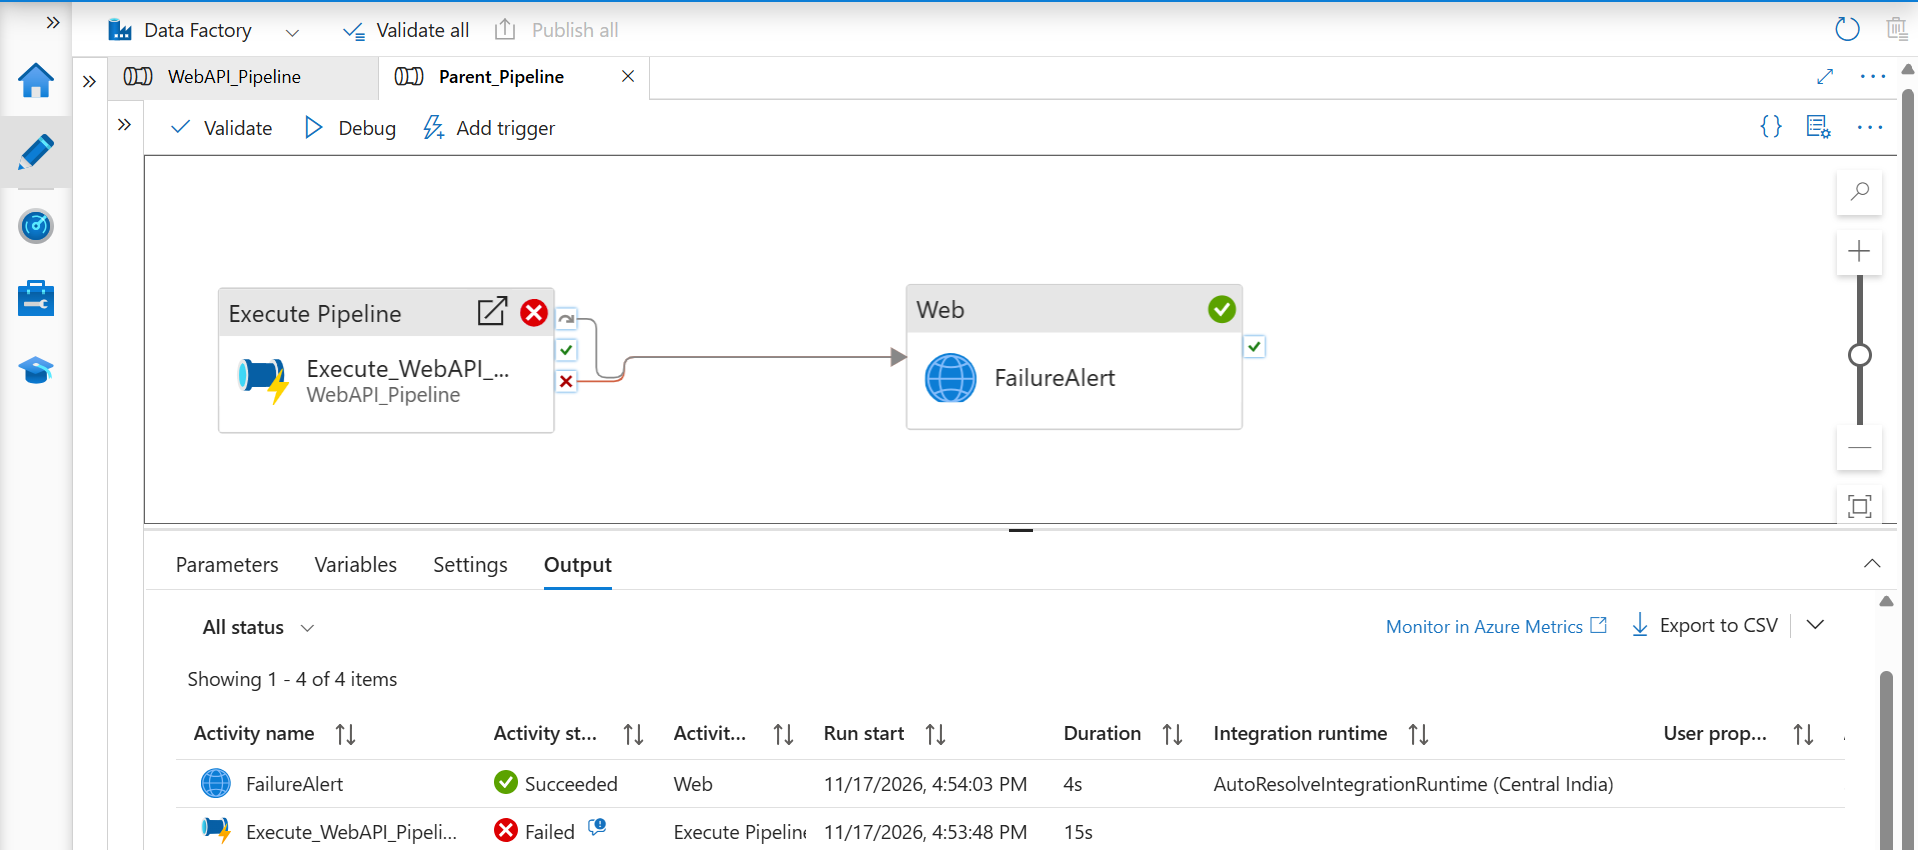 Data Factory Validate all Publish all
WebAPI_Pipeline Parent_Pipeline
Validate Debug Add trigger
Execute Pipeline
Execute_WebAPI_...
WebAPI_Pipeline
Web
FailureAlert
Parameters Variables Settings Output
All status Monitor in Azure Metrics Export to CSV
Showing 1 - 4 of 4 items
Activity name Activity st... Activit... Run start Duration Integration runtime User prop...
FailureAlert Succeeded Web 11/17/2026, 4:54:03 PM 4s AutoResolveIntegrationRuntime (Central India)
Execute_WebAPI_Pipeli... Failed Execute Pipeline 11/17/2026, 4:53:48 PM 15s